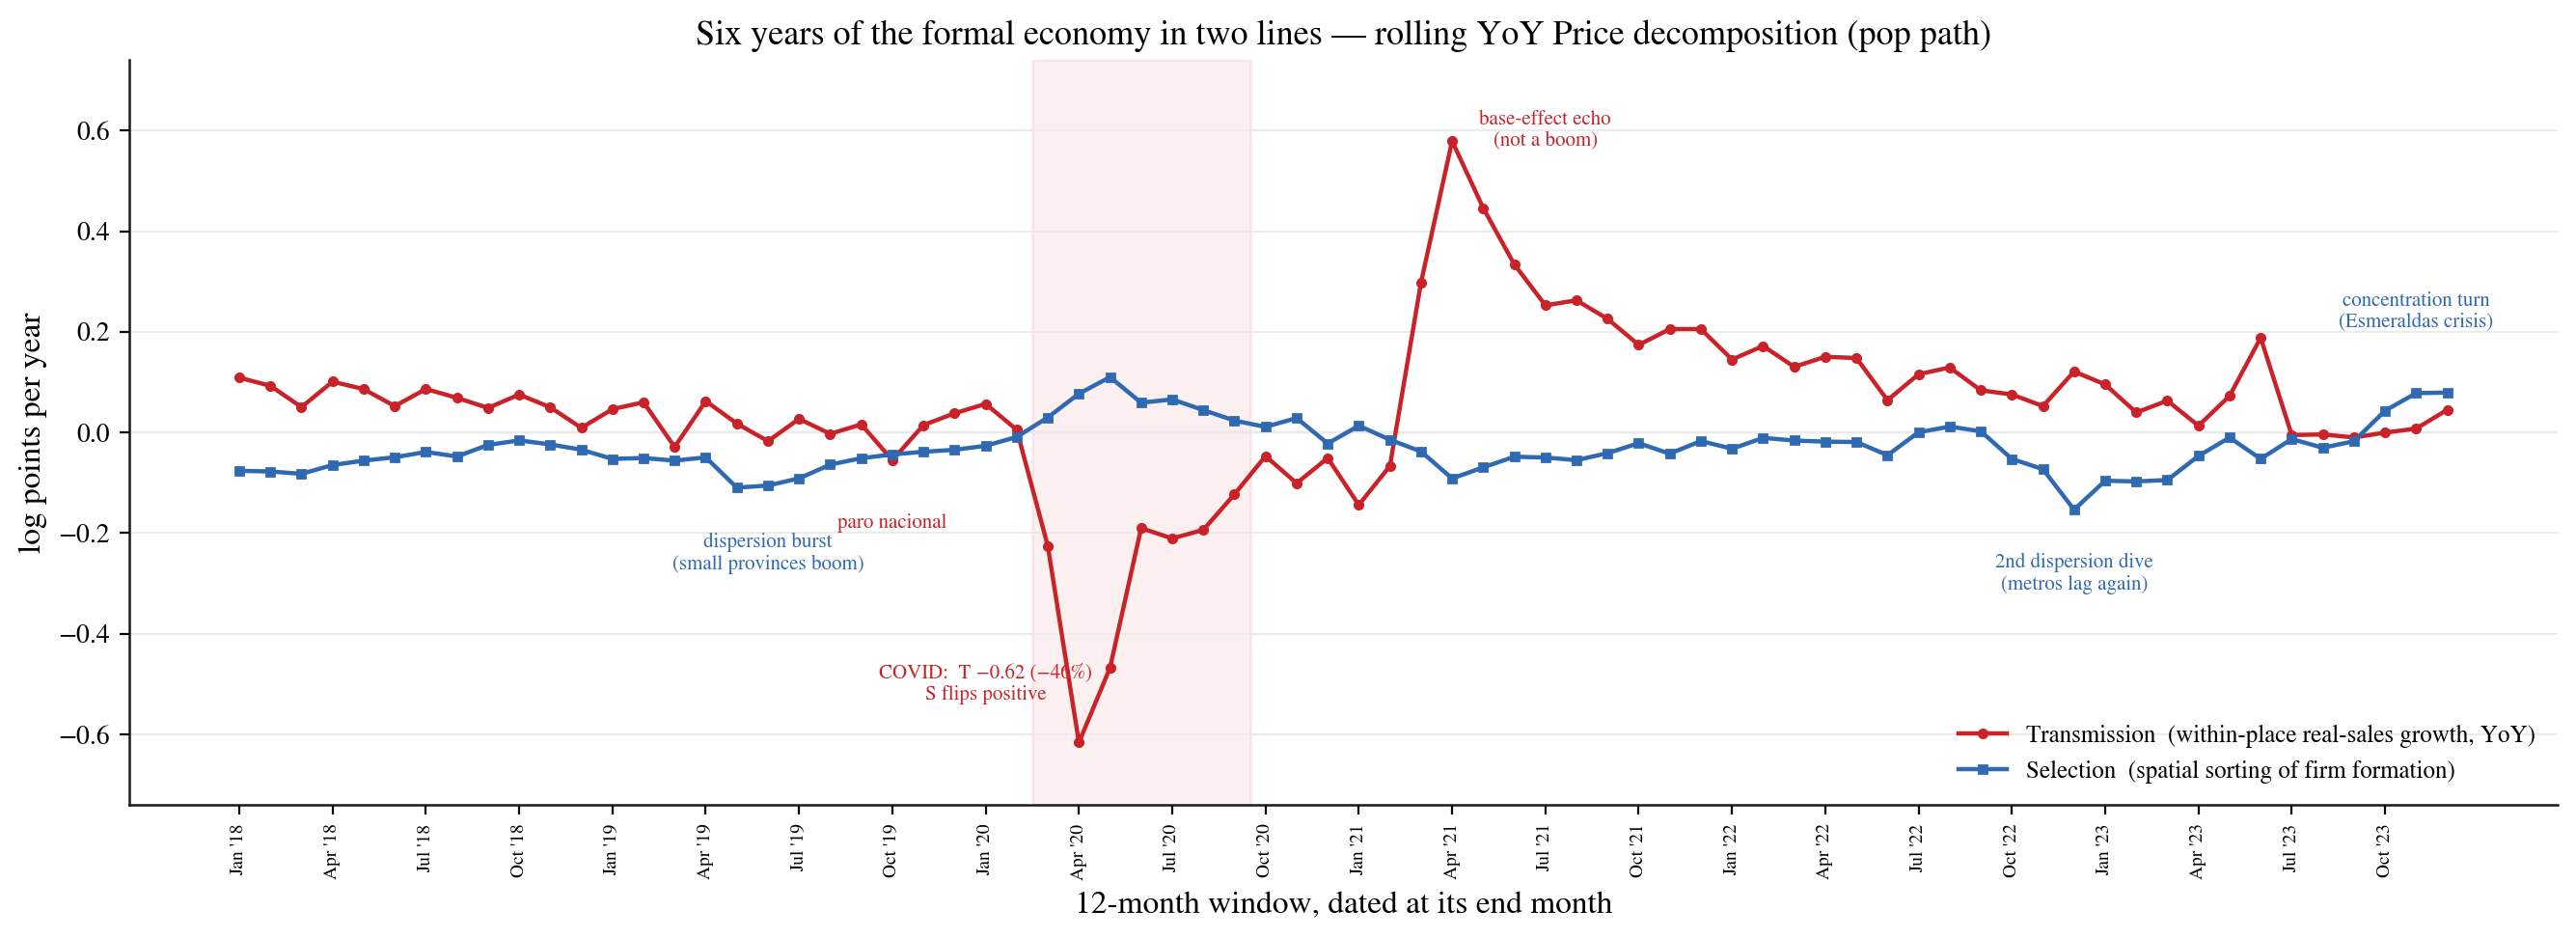 Six years of the formal economy in two lines — rolling YoY Price decomposition (pop path)
log points per year
0.6
0.4
0.2
0.0
−0.2
−0.4
−0.6
base-effect echo
(not a boom)
concentration turn
(Esmeraldas crisis)
paro nacional
dispersion burst
(small provinces boom)
2nd dispersion dive
(metros lag again)
COVID:  T −0.62 (−46%)
S flips positive
Transmission  (within-place real-sales growth, YoY)
Selection  (spatial sorting of firm formation)
Jan '18
Apr '18
Jul '18
Oct '18
Jan '19
Apr '19
Jul '19
Oct '19
Jan '20
Apr '20
Jul '20
Oct '20
Jan '21
Apr '21
Jul '21
Oct '21
Jan '22
Apr '22
Jul '22
Oct '22
Jan '23
Apr '23
Jul '23
Oct '23
12-month window, dated at its end month